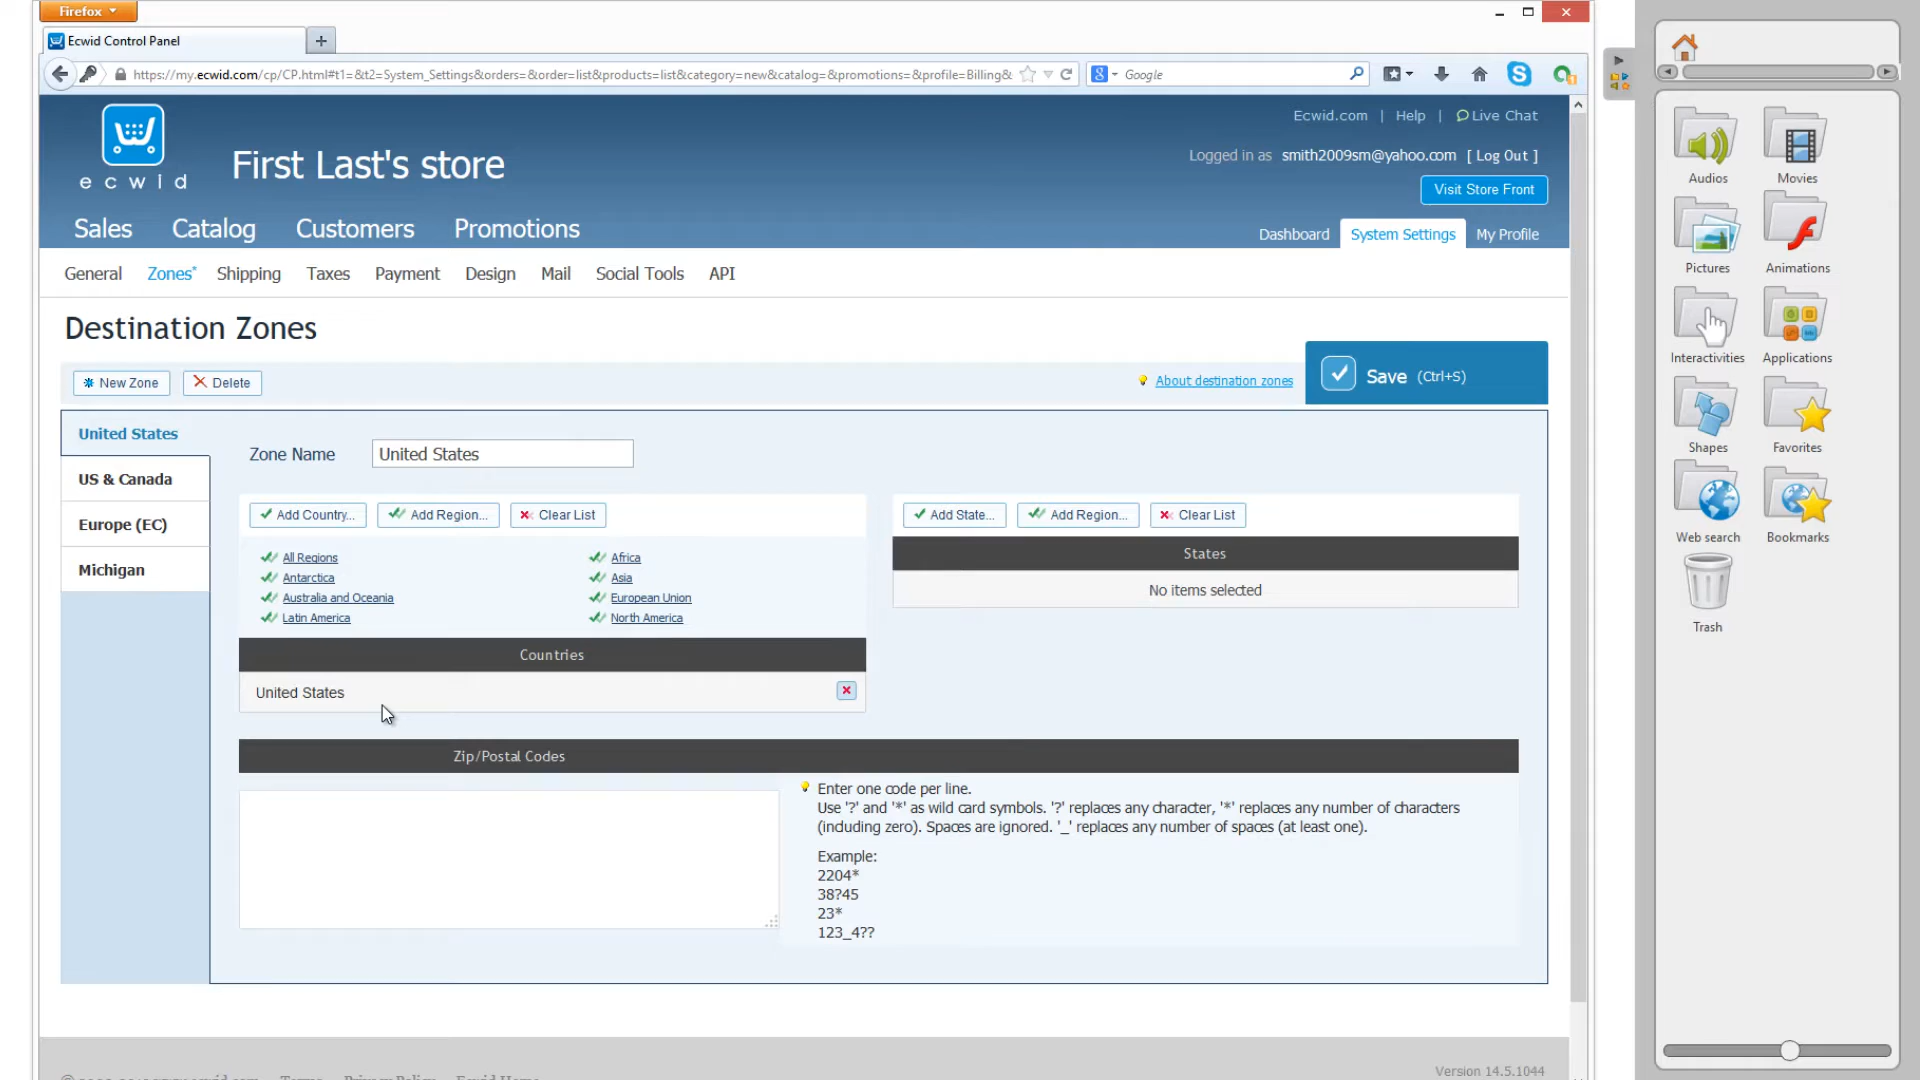 Firefox
Ecwid Control Panel
https://my.ecwid.com/cp/CP.html#t1=&t2=System_Settings&orders=&order=list&products=list&category=new&catalog=&promotions=&profile=Billing&
Google
Ecwid.com | Help | Live Chat
ecwid
First Last's store
Logged in as smith2009sm@yahoo.com [ Log Out ]
Visit Store Front
Sales Catalog Customers Promotions
Dashboard System Settings My Profile
General Zones* Shipping Taxes Payment Design Mail Social Tools API
Destination Zones
New Zone Delete
About destination zones
Save (Ctrl+S)
United States
US & Canada
Europe (EC)
Michigan
Zone Name United States
Add Country... Add Region... Clear List
All Regions Africa
Antarctica Asia
Australia and Oceania European Union
Latin America North America
Countries
United States
Add State... Add Region... Clear List
States
No items selected
Zip/Postal Codes
Enter one code per line.
Use '?' and '*' as wild card symbols. '?' replaces any character, '*' replaces any number of characters
(including zero). Spaces are ignored. '_' replaces any number of spaces (at least one).
Example:
2204*
38?45
23*
123_4??
Version 14.5.1044
Audios Movies
Pictures Animations
Interactivities Applications
Shapes Favorites
Web search Bookmarks
Trash